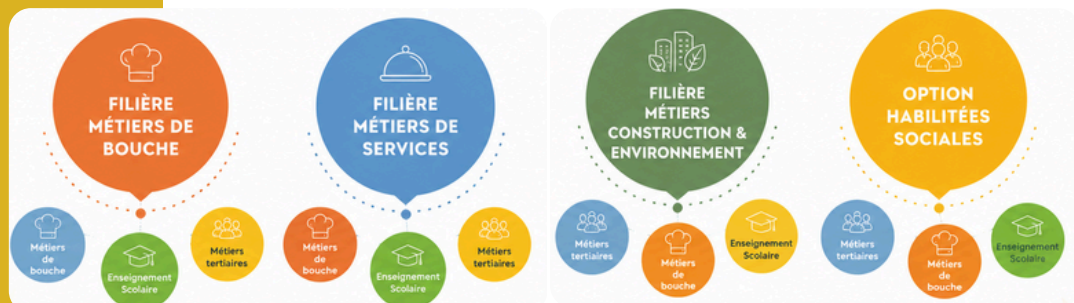 FILIÈRE
MÉTIERS DE
BOUCHE
Métiers
de
bouche
Enseignement
Scolaire
Métiers
tertiaires
FILIÈRE
MÉTIERS DE
SERVICES
Métiers
de
bouche
Enseignement
Scolaire
Métiers
tertiaires
FILIÈRE
MÉTIERS
CONSTRUCTION &
ENVIRONNEMENT
Métiers
tertiaires
Métiers
de
bouche
Enseignement
Scolaire
OPTION
HABILITÉES
SOCIALES
Métiers
tertiaires
Métiers
de
bouche
Enseignement
Scolaire